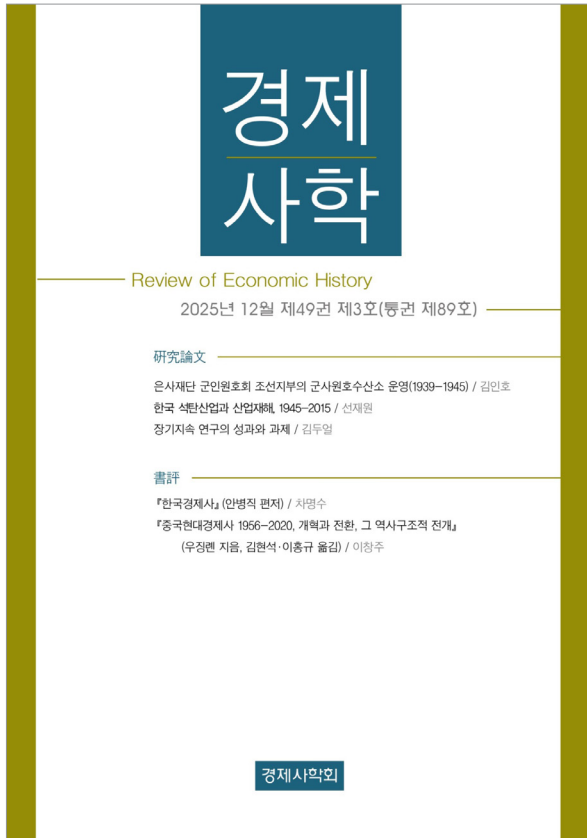 경제
사학
Review of Economic History
2025년 12월 제49권 제3호(통권 제89호)
研究論文
은사재단 군인원호회 조선지부의 군사원호수산소 운영(1939-1945) / 김인호
한국 석탄산업과 산업재해, 1945-2015 / 선재원
장기지속 연구의 성과와 과제 / 김두얼
書評
『한국경제사』 (안병직 편저) / 차명수
『중국현대경제사 1956-2020, 개혁과 전환, 그 역사구조적 전개』
(우징롄 지음, 김현석·이홍규 옮김) / 이창주
경제사학회